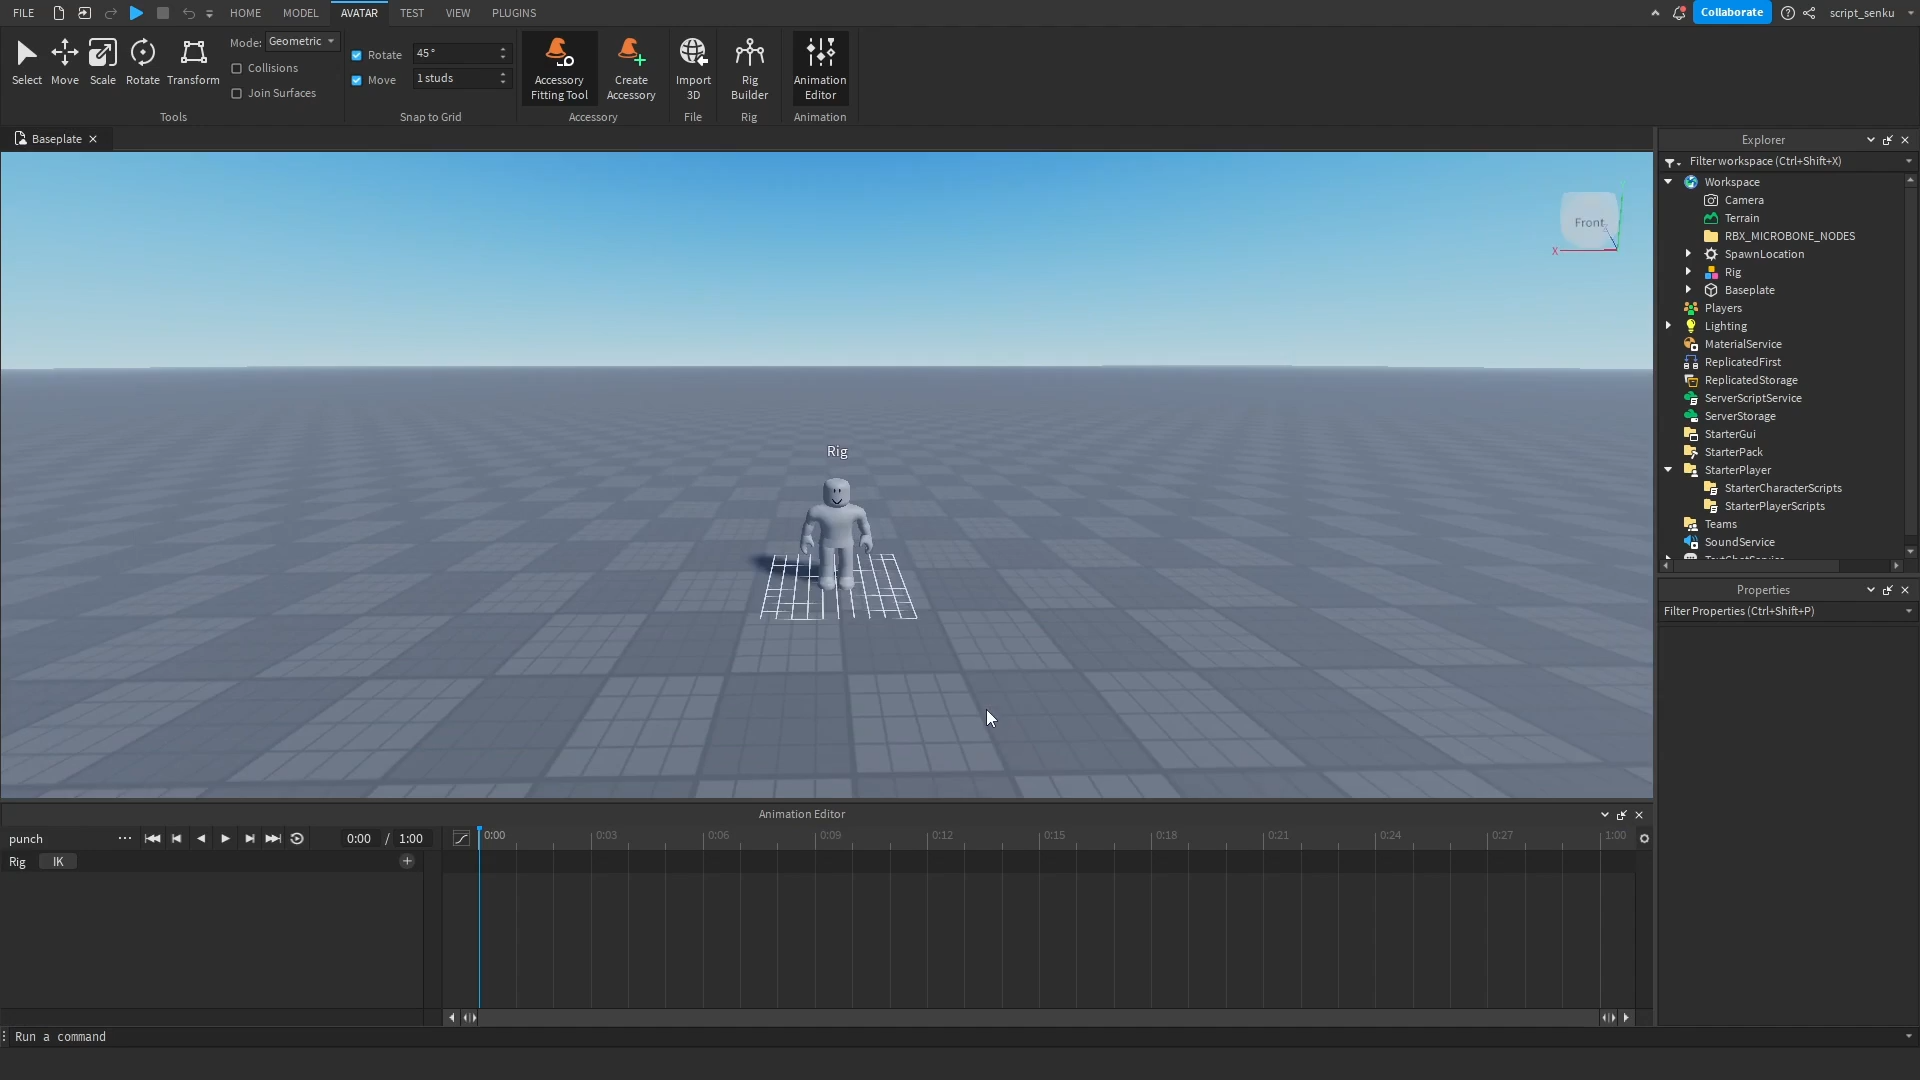 FILE HOME MODEL AVATAR TEST VIEW PLUGINS Collaborate script_senku
Select Move Scale Rotate Transform
Mode: Geometric
Collisions
Join Surfaces
Tools
Rotate 45°
Move 1 studs
Snap to Grid
Accessory Fitting Tool
Create Accessory
Accessory
Import 3D
File
Rig Builder
Rig
Animation Editor
Animation
Baseplate
Front
X
Rig
Explorer
Filter workspace (Ctrl+Shift+X)
Workspace
Camera
Terrain
RBX_MICROBONE_NODES
SpawnLocation
Rig
Baseplate
Players
Lighting
MaterialService
ReplicatedFirst
ReplicatedStorage
ServerScriptService
ServerStorage
StarterGui
StarterPack
StarterPlayer
StarterCharacterScripts
StarterPlayerScripts
Teams
SoundService
TextChatService
Properties
Filter Properties (Ctrl+Shift+P)
Animation Editor
punch 0:00 / 1:00
0:00 0:03 0:06 0:09 0:12 0:15 0:18 0:21 0:24 0:27 1:00
Rig IK
Run a command